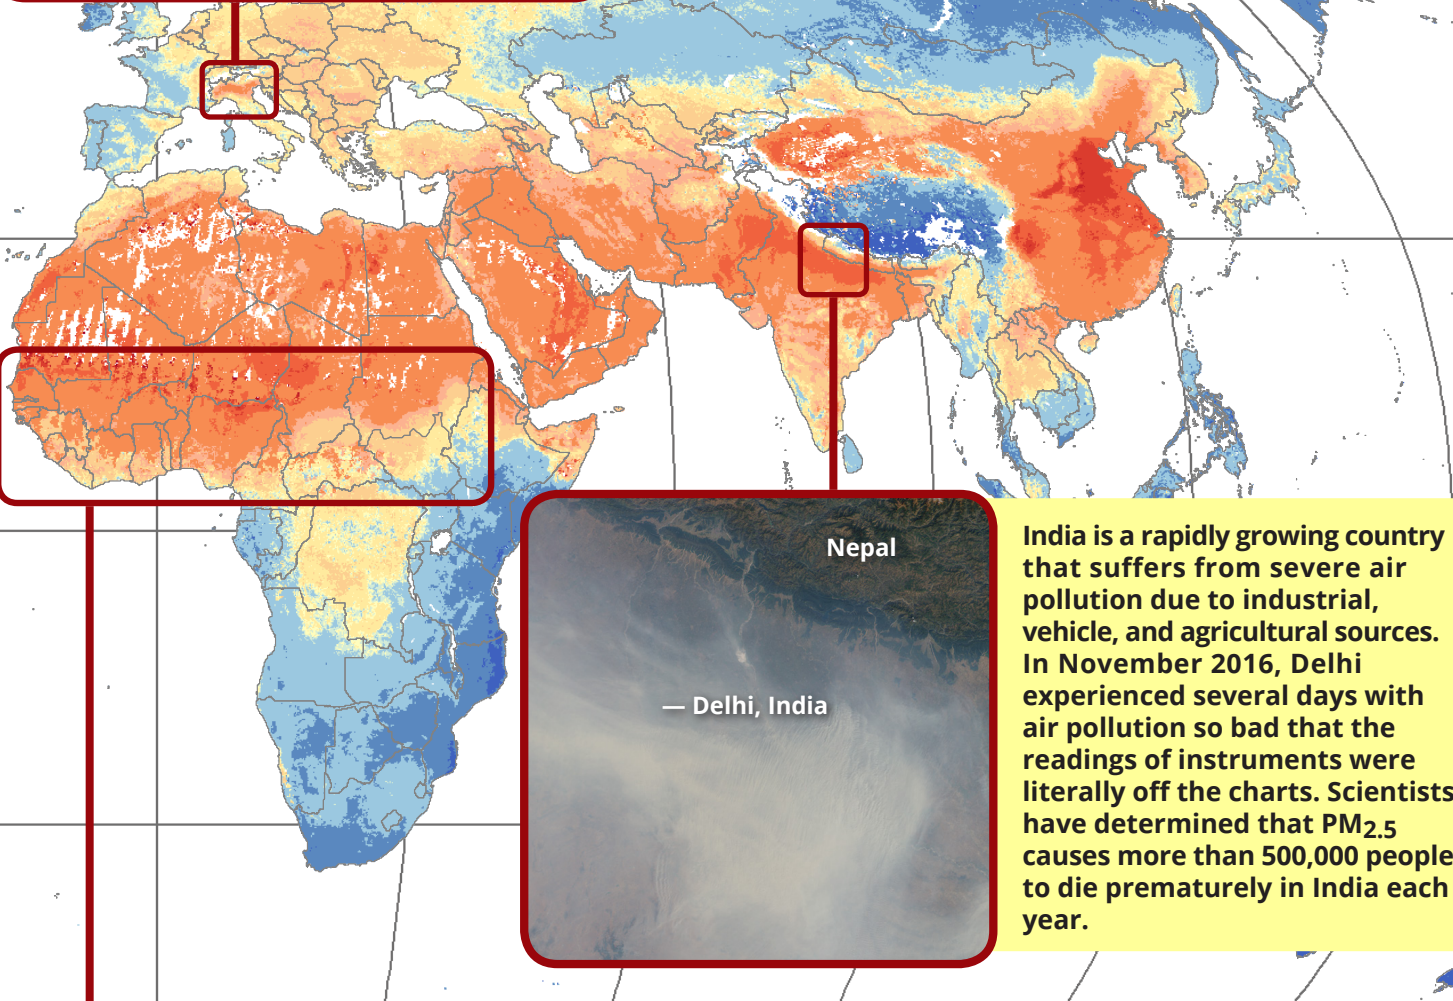 Nepal
— Delhi, India
India is a rapidly growing country
that suffers from severe air
pollution due to industrial,
vehicle, and agricultural sources.
In November 2016, Delhi
experienced several days with
air pollution so bad that the
readings of instruments were
literally off the charts. Scientists
have determined that PM2.5
causes more than 500,000 people
to die prematurely in India each
year.